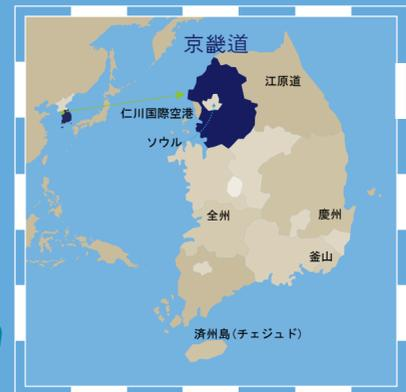 京畿道
江原道
仁川国際空港
ソウル
全州
慶州
釜山
済州島(チェジュド)